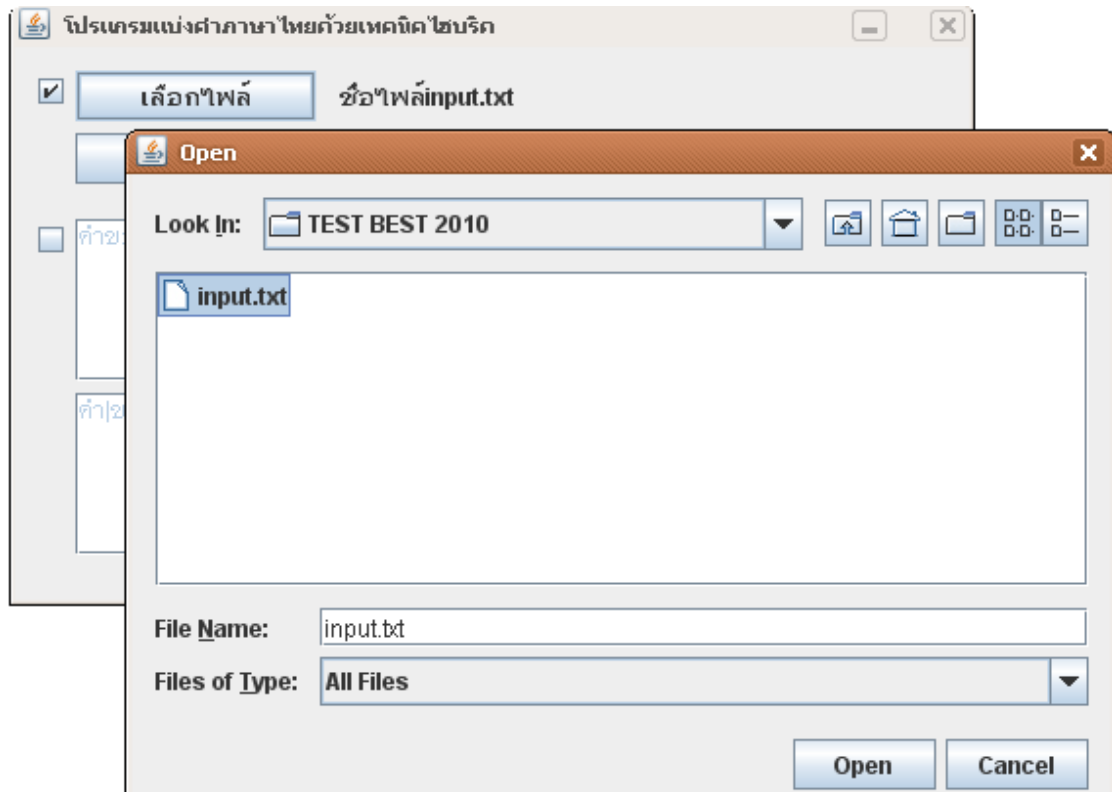 โปรแกรมแบ่งคำภาษาไทยด้วยเทคนิคไฮบริด
เลือกไฟล์
ชื่อไฟล์input.txt
Open
Look In:
TEST BEST 2010
input.txt
File Name:
input.txt
Files of Type:
All Files
Open
Cancel